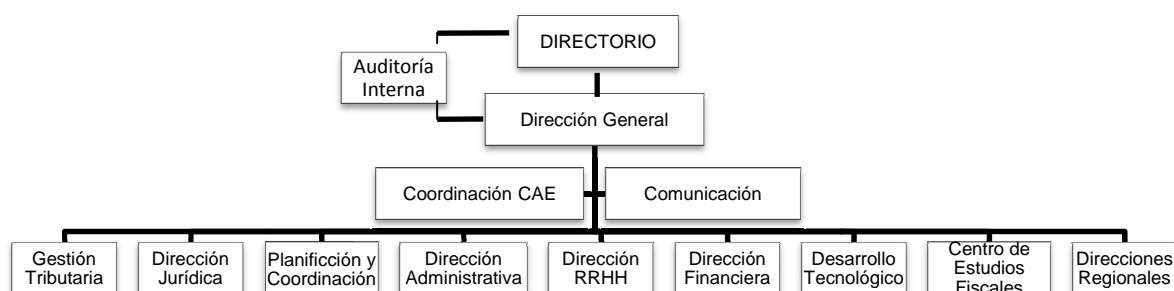 DIRECTORIO
Auditoría
Interna
Dirección General
Coordinación CAE
Comunicación
Gestión
Tributaria
Dirección
Jurídica
Planificción y
Coordinación
Dirección
Administrativa
Dirección
RRHH
Dirección
Financiera
Desarrollo
Tecnológico
Centro de
Estudios
Fiscales
Direcciones
Regionales